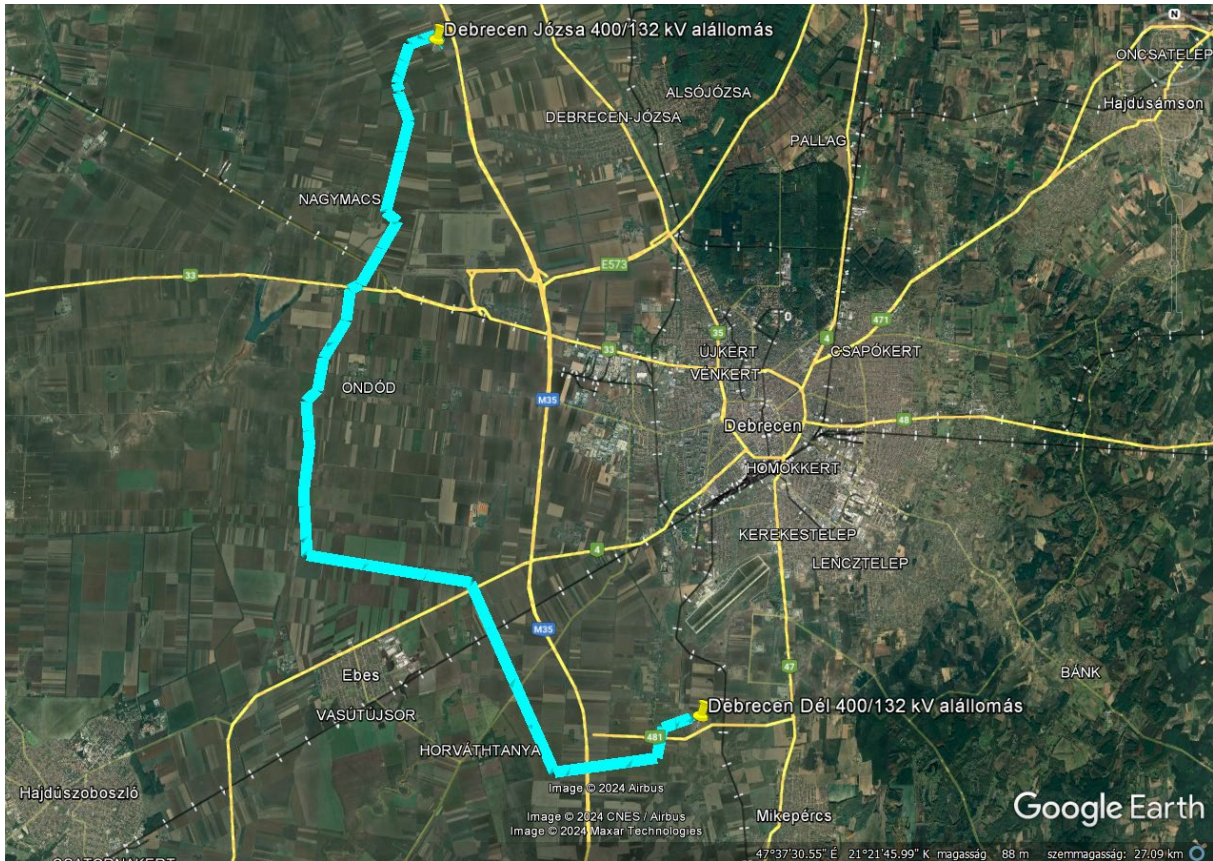 N
Debrecen Józsa 400/132 kV alállomás
ONCSATELEP
ALSÓJÓZSA
Hajdúsámson
DEBRECEN-JÓZSA
PALLAG
NAGYMACS
E573
33
471
35
4
ÚJKERT
CSAPÓKERT
33
VÉNKERT
ONDÓD
M35
Debrecen
48
HOMOKKERT
KEREKESTELEP
4
LENCZTELEP
M35
Ebes
47
BÁNK
Debrecen Dél 400/132 kV alállomás
VASÚTÚJSOR
481
HORVÁTHTANYA
Image © 2024 Airbus
Hajdúszoboszló
Google Earth
Image © 2024 CNES / Airbus
Mikepércs
Image © 2024 Maxar Technologies
47°37'30.55" É 21°21'45.99" K magasság 88 m szemmagasság: 27.09 km